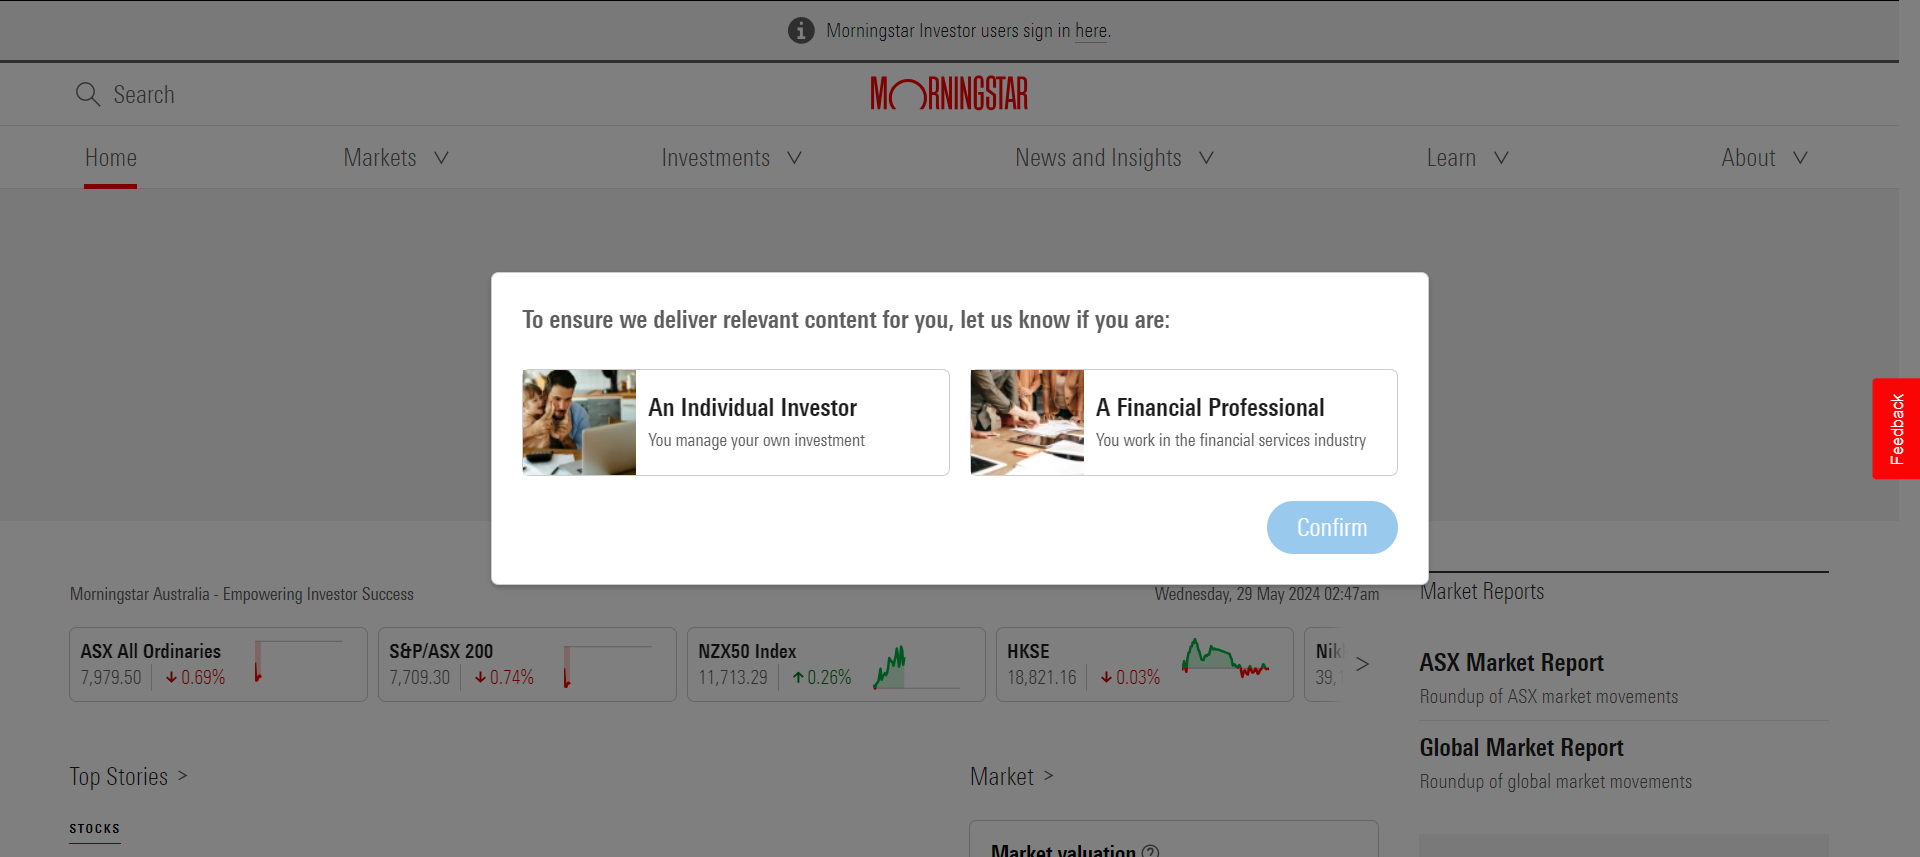 Morningstar Investor users sign in here.
Search
MORNINGSTAR
Home
Markets
Investments
News and Insights
Learn
About
To ensure we deliver relevant content for you, let us know if you are:
An Individual Investor
You manage your own investment
A Financial Professional
You work in the financial services industry
Confirm
Feedback
Morningstar Australia - Empowering Investor Success
Wednesday, 29 May 2024 02:47am
Market Reports
ASX All Ordinaries
7,979.50 0.69%
S&P/ASX 200
7,709.30 0.74%
NZX50 Index
11,713.29 0.26%
HKSE
18,821.16 0.03%
ASX Market Report
Roundup of ASX market movements
Global Market Report
Roundup of global market movements
Top Stories >
Market >
STOCKS
Market valuation